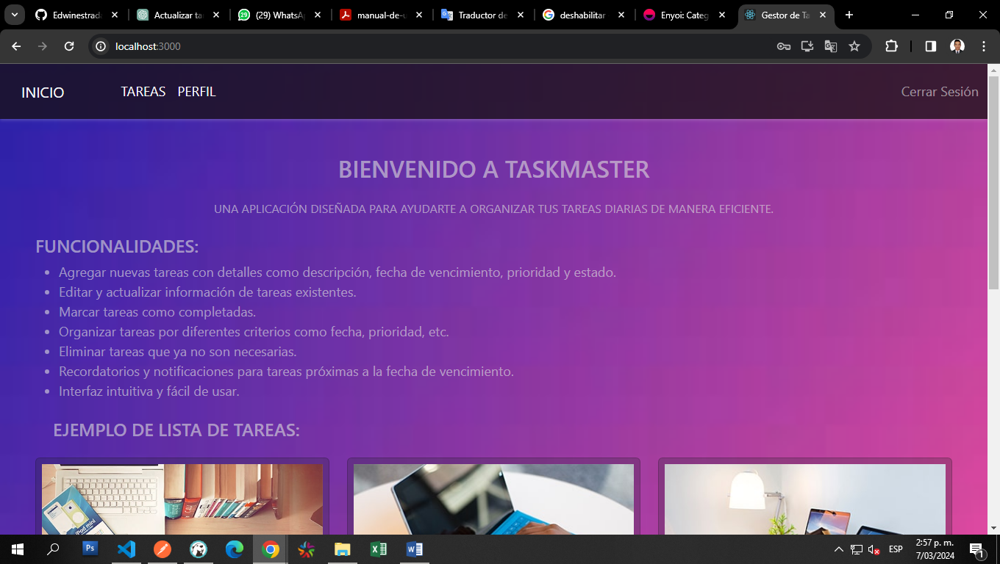 Edwinestrada
Actualizar ta
(29) WhatsAp
manual-de-u
Traductor de
deshabilitar
Enyoi: Categ
Gestor de Ta
localhost:3000
INICIO
TAREAS
PERFIL
Cerrar Sesión
BIENVENIDO A TASKMASTER
UNA APLICACIÓN DISEÑADA PARA AYUDARTE A ORGANIZAR TUS TAREAS DIARIAS DE MANERA EFICIENTE.
FUNCIONALIDADES:
• Agregar nuevas tareas con detalles como descripción, fecha de vencimiento, prioridad y estado.
• Editar y actualizar información de tareas existentes.
• Marcar tareas como completadas.
• Organizar tareas por diferentes criterios como fecha, prioridad, etc.
• Eliminar tareas que ya no son necesarias.
• Recordatorios y notificaciones para tareas próximas a la fecha de vencimiento.
• Interfaz intuitiva y fácil de usar.
EJEMPLO DE LISTA DE TAREAS:
iPod mini
Ps
ESP
2:57 p. m.
7/03/2024
1